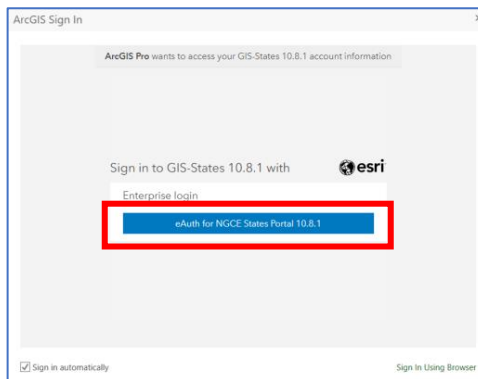 ArcGIS Sign In
ArcGIS Pro wants to access your GIS-States 10.8.1 account information
Sign in to GIS-States 10.8.1 with
esri
Enterprise login
eAuth for NGCE States Portal 10.8.1
Sign in automatically
Sign In Using Browser